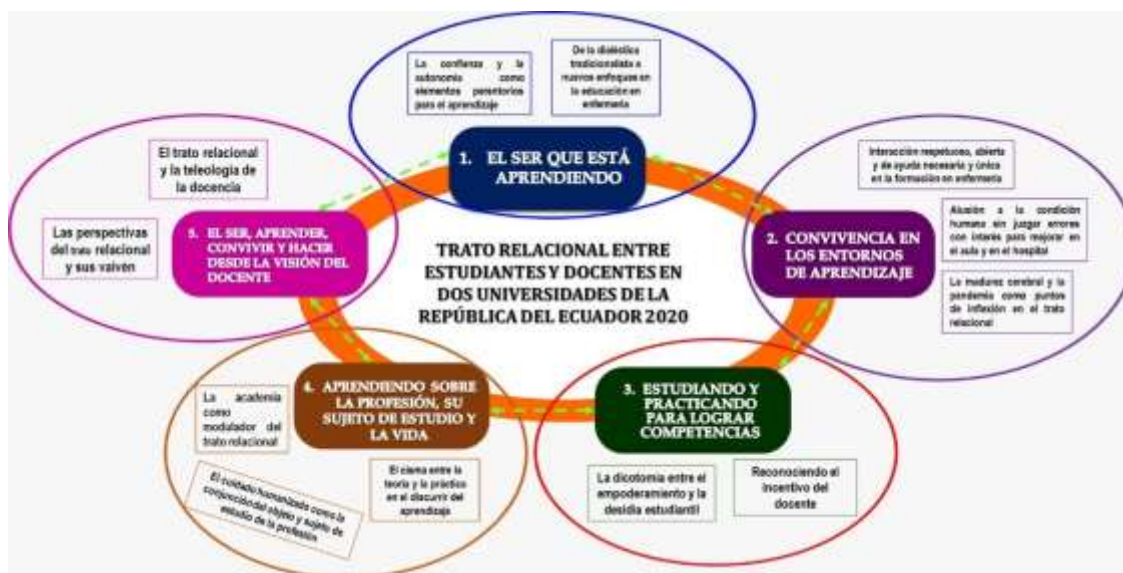 La confianza y la
autonomía como
elementos perentorios
para el aprendizaje
De la dialéctica
tradicionalista a
nuevos enfoques en
la educación en
enfermería
1. EL SER QUE ESTÁ
APRENDIENDO
Interacción respetuosa, abierta
y de ayuda necesaria y única
en la formación en enfermería
Alusión a la condición
humana sin juzgar errores
con interés para mejorar en
el aula y en el hospital
La madurez cerebral y la
pandemia como puntos
de inflexión en el trato
relacional
2. CONVIVENCIA EN
LOS ENTORNOS DE
APRENDIZAJE
El trato relacional
y la teleología de
la docencia
Las perspectivas
del trato relacional
y sus vaivén
5. EL SER, APRENDER,
CONVIVIR Y HACER
DESDE LA VISIÓN DEL
DOCENTE
TRATO RELACIONAL ENTRE
ESTUDIANTES Y DOCENTES EN
DOS UNIVERSIDADES DE LA
REPÚBLICA DEL ECUADOR 2020
4. APRENDIENDO SOBRE
LA PROFESIÓN, SU
SUJETO DE ESTUDIO Y
LA VIDA
La academia
como
modulador del
trato relacional
El cuidado humanizado como la
conjunción del objeto y sujeto de
estudio de la profesión
El cisma entre la
teoría y la práctica
en el discurrir del
aprendizaje
3. ESTUDIANDO Y
PRACTICANDO
PARA LOGRAR
COMPETENCIAS
La dicotomía entre el
empoderamiento y la
desidia estudiantil
Reconociendo el
incentivo del
docente